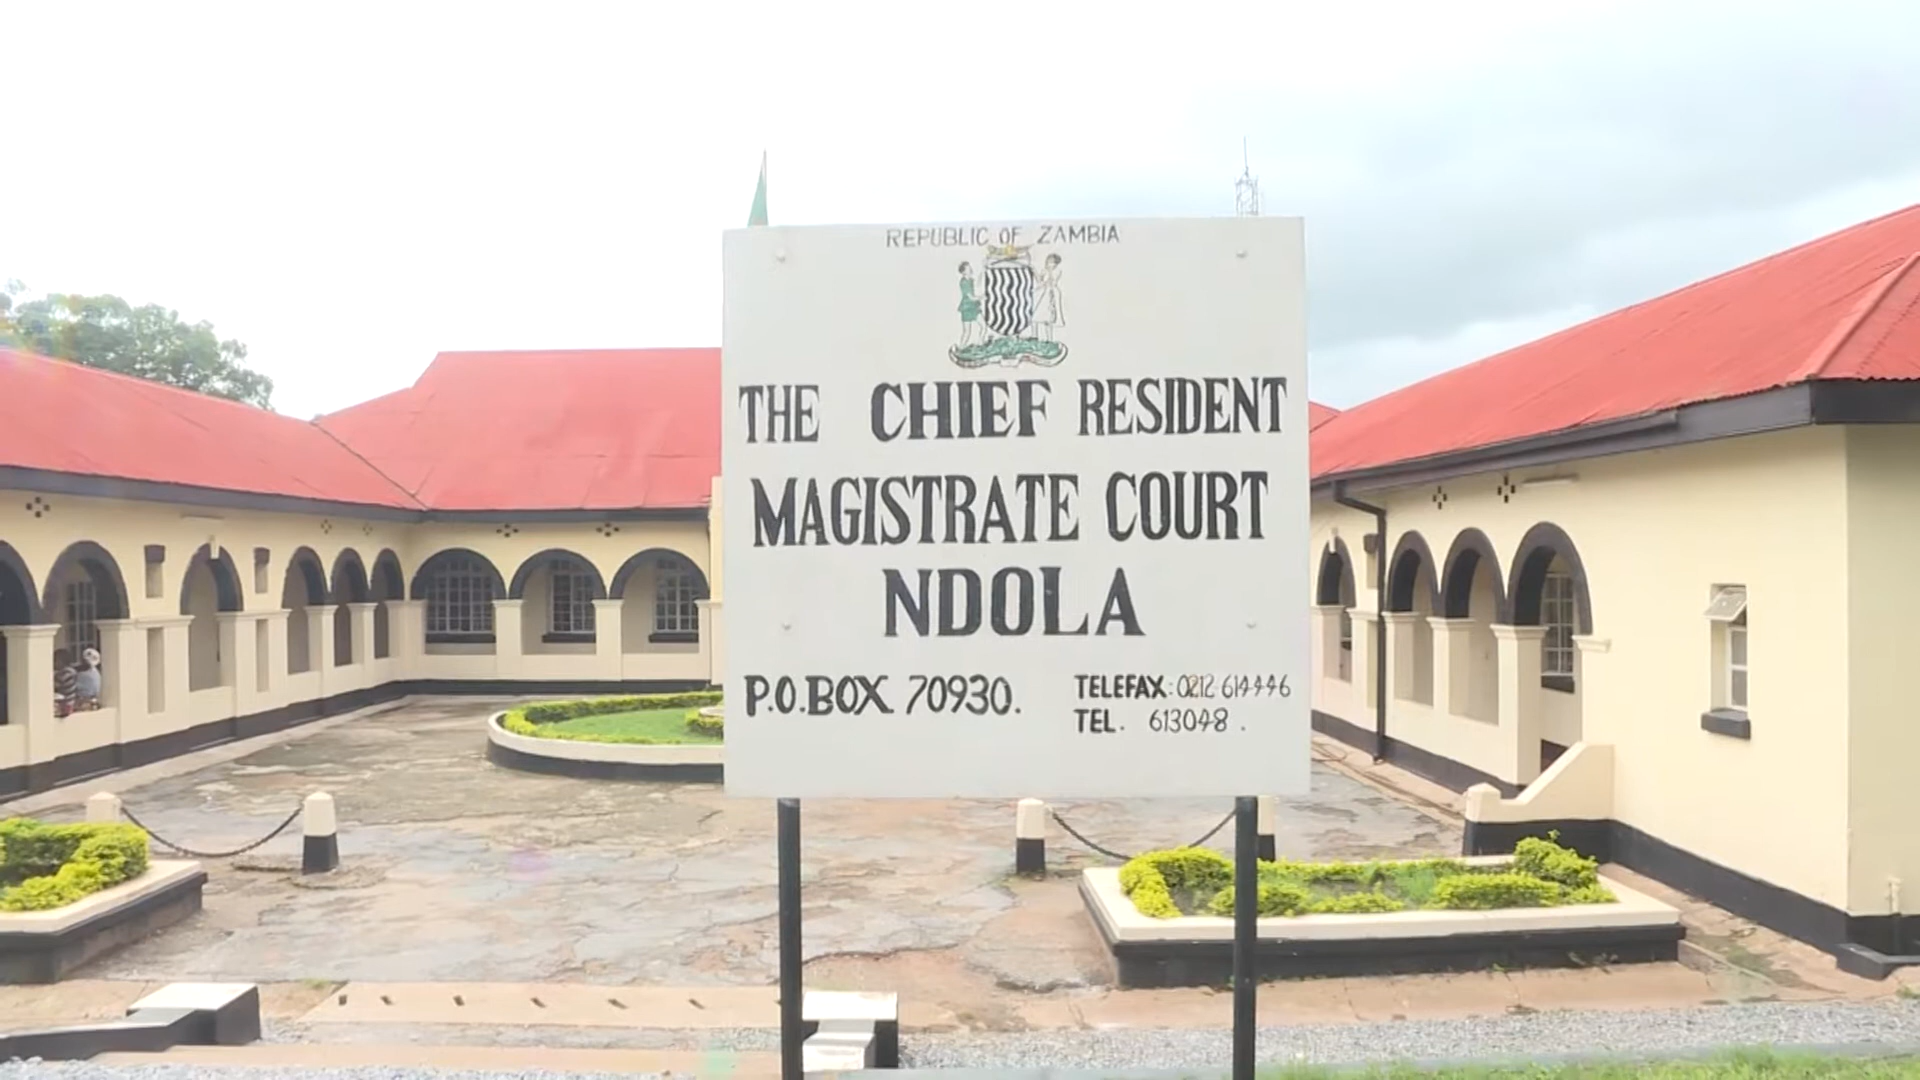 REPUBLIC OF ZAMBIA
THE CHIEF RESIDENT
MAGISTRATE COURT
NDOLA
P.O.BOX 70930.
TELEFAX: 0212 614446
TEL. 613048.